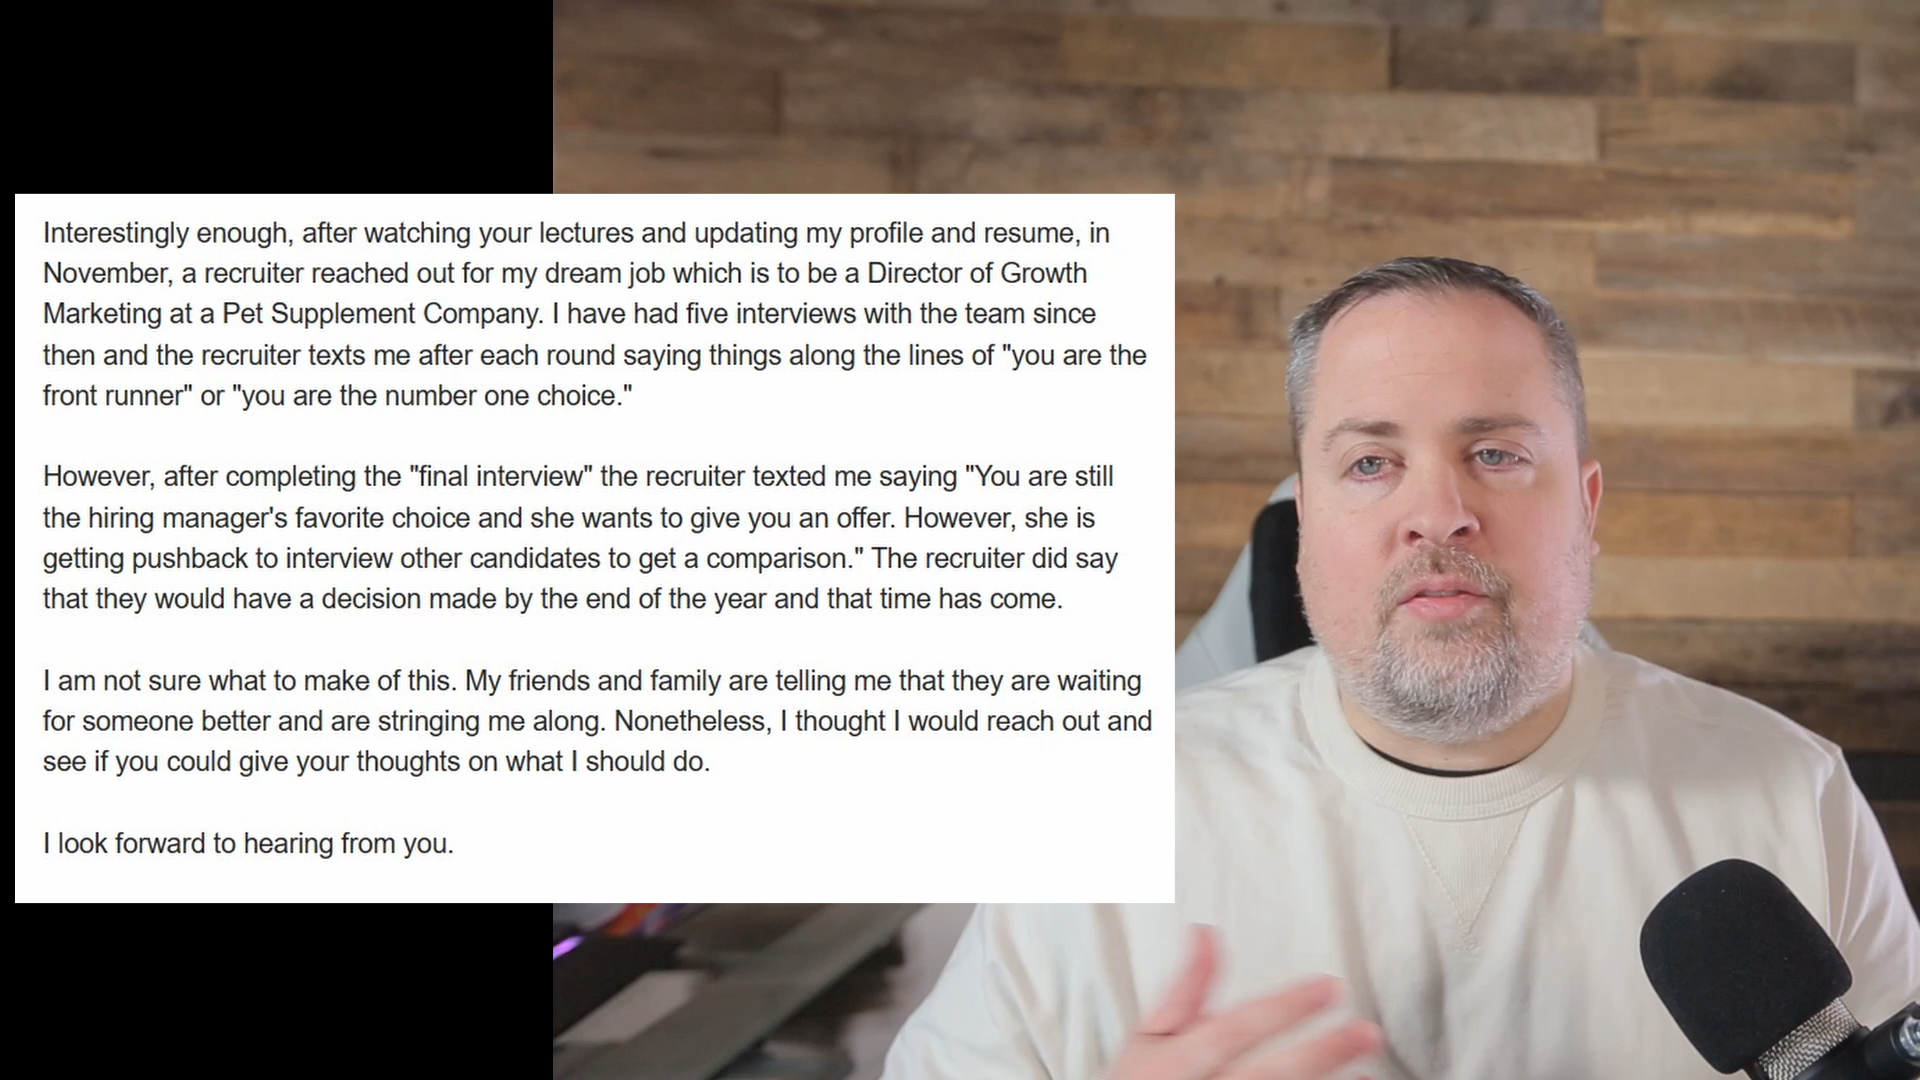 Interestingly enough, after watching your lectures and updating my profile and resume, in
November, a recruiter reached out for my dream job which is to be a Director of Growth
Marketing at a Pet Supplement Company. I have had five interviews with the team since
then and the recruiter texts me after each round saying things along the lines of "you are the
front runner" or "you are the number one choice."
However, after completing the "final interview" the recruiter texted me saying "You are still
the hiring manager's favorite choice and she wants to give you an offer. However, she is
getting pushback to interview other candidates to get a comparison." The recruiter did say
that they would have a decision made by the end of the year and that time has come.
I am not sure what to make of this. My friends and family are telling me that they are waiting
for someone better and are stringing me along. Nonetheless, I thought I would reach out and
see if you could give your thoughts on what I should do.
I look forward to hearing from you.